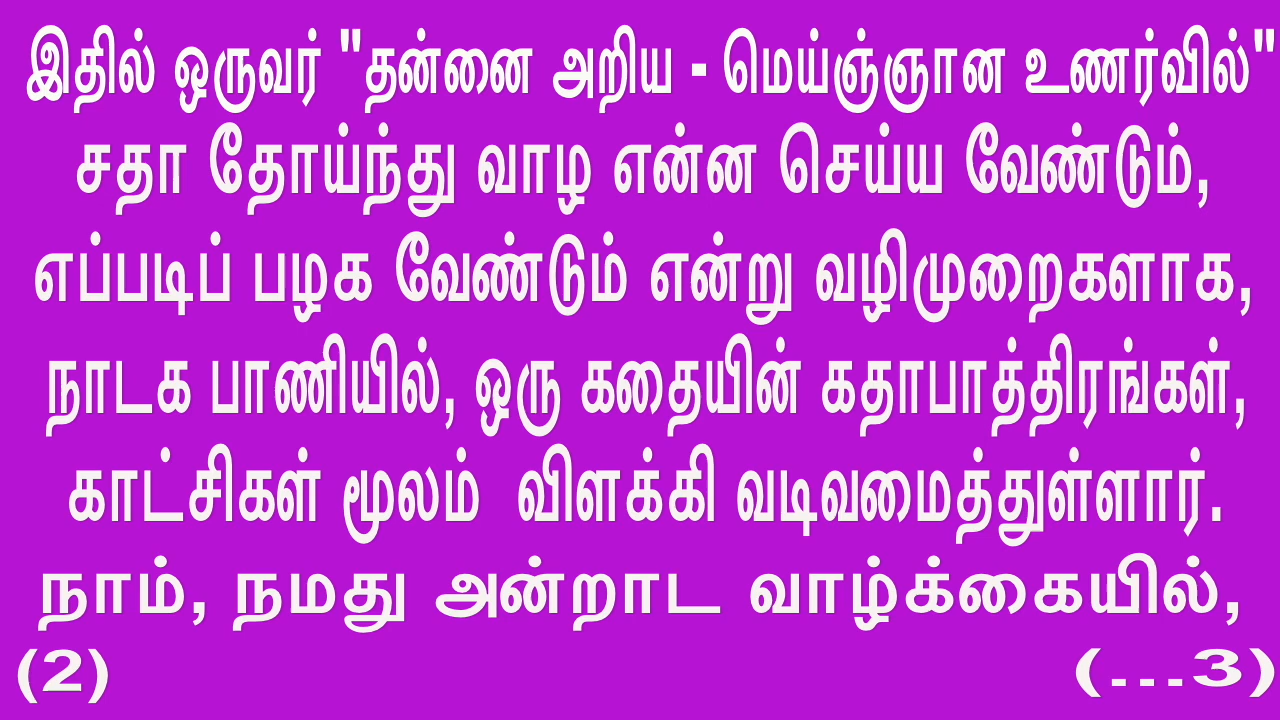 இதில் ஒருவர் "தன்னை அறிய - மெய்ஞ்ஞான உணர்வில்"
சதா தோய்ந்து வாழ என்ன செய்ய வேண்டும்,
எப்படிப் பழக வேண்டும் என்று வழிமுறைகளாக,
நாடக பாணியில், ஒரு கதையின் கதாபாத்திரங்கள்,
காட்சிகள் மூலம் விளக்கி வடிவமைத்துள்ளார்.
நாம், நமது அன்றாட வாழ்க்கையில்,
(2) (...3)